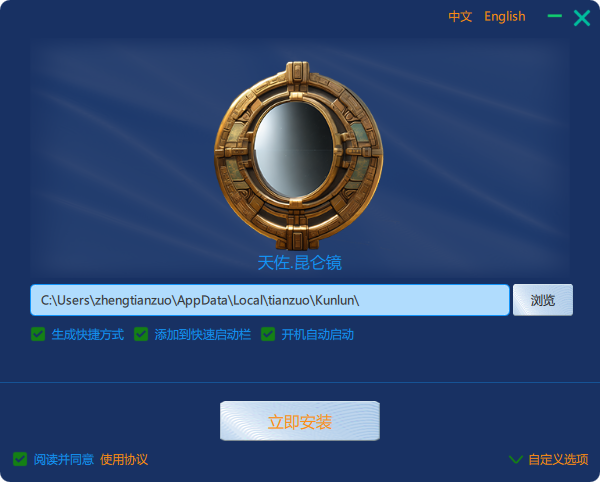 中文 English
天佐.昆仑镜
C:\Users\zhengtianzuo\AppData\Local\tianzuo\Kunlun\ 浏览
生成快捷方式 添加到快速启动栏 开机自动启动
立即安装
阅读并同意 使用协议 自定义选项